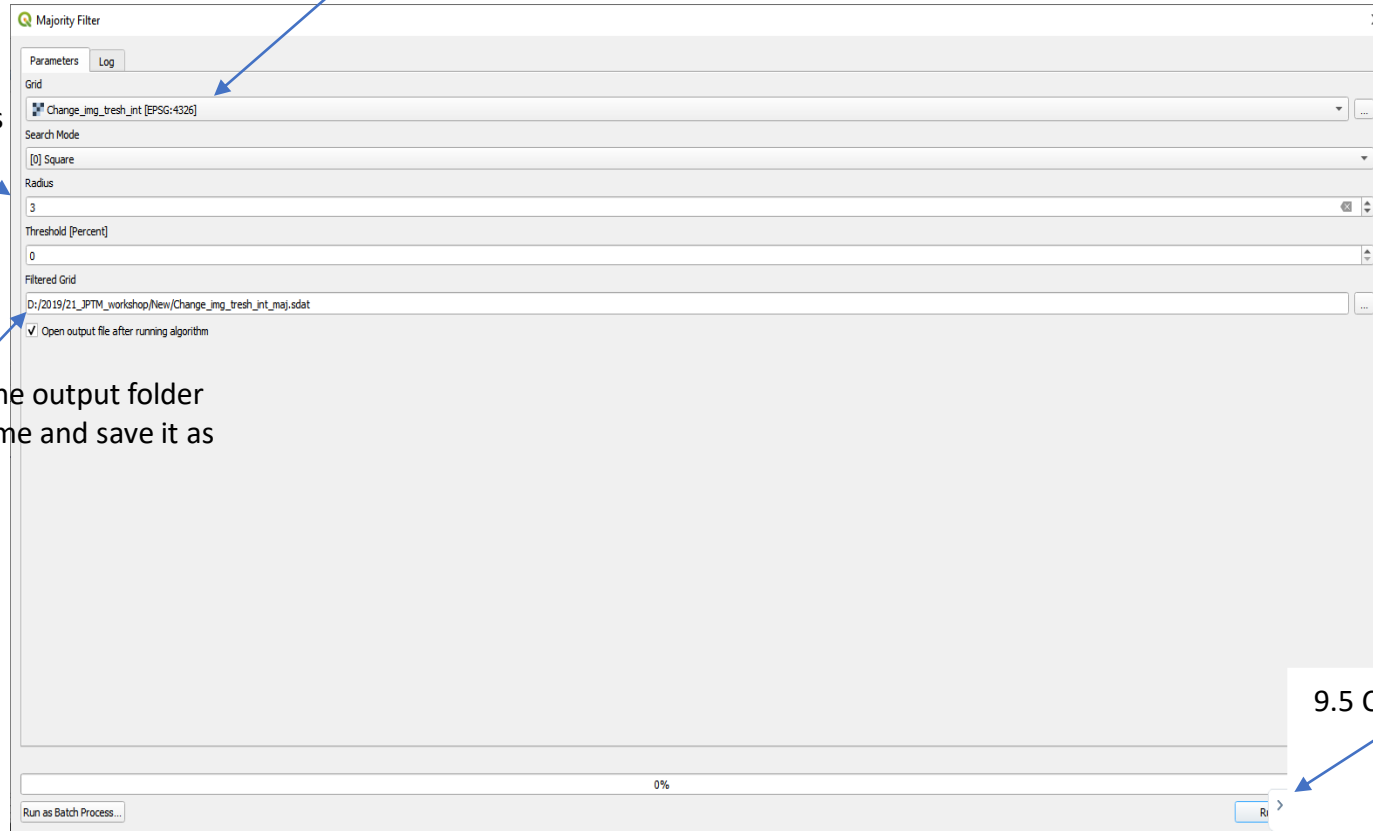 Majority Filter
Parameters Log
Grid
Change_img_tresh_int [EPSG:4326]
...
s
Search Mode
[0] Square
Radius
3
Threshold [Percent]
0
Filtered Grid
D:/2019/21_JPTM_workshop/New/Change_img_tresh_int_maj.sdat
...
Open output file after running algorithm
output folder
and save it as
9.5
0%
Run as Batch Process...